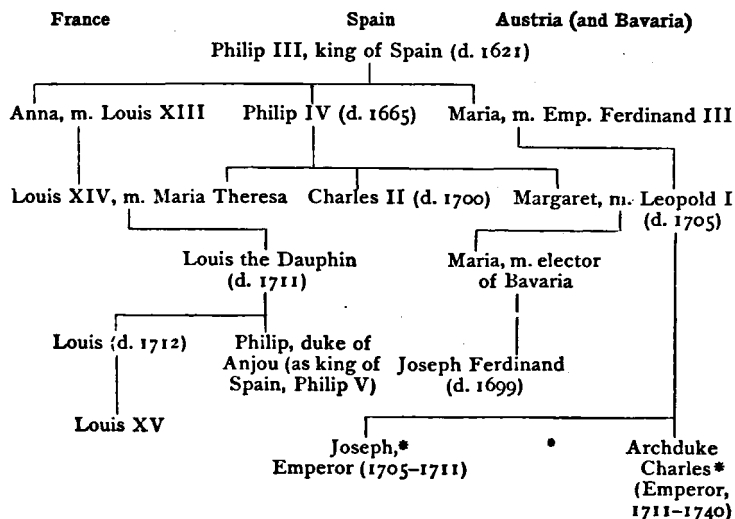 France Spain Austria (and Bavaria)
Philip III, king of Spain (d. 1621)
Anna, m. Louis XIII Philip IV (d. 1665) Maria, m. Emp. Ferdinand III
Louis XIV, m. Maria Theresa Charles II (d. 1700) Margaret, m. Leopold I
(d. 1705)
Louis the Dauphin
(d. 1711)
Maria, m. elector
of Bavaria
Louis (d. 1712)
Philip, duke of
Anjou (as king of
Spain, Philip V)
Joseph Ferdinand
(d. 1699)
Louis XV
Joseph,*
Emperor (1705–1711)
*
Archduke
Charles*
(Emperor,
1711–1740)